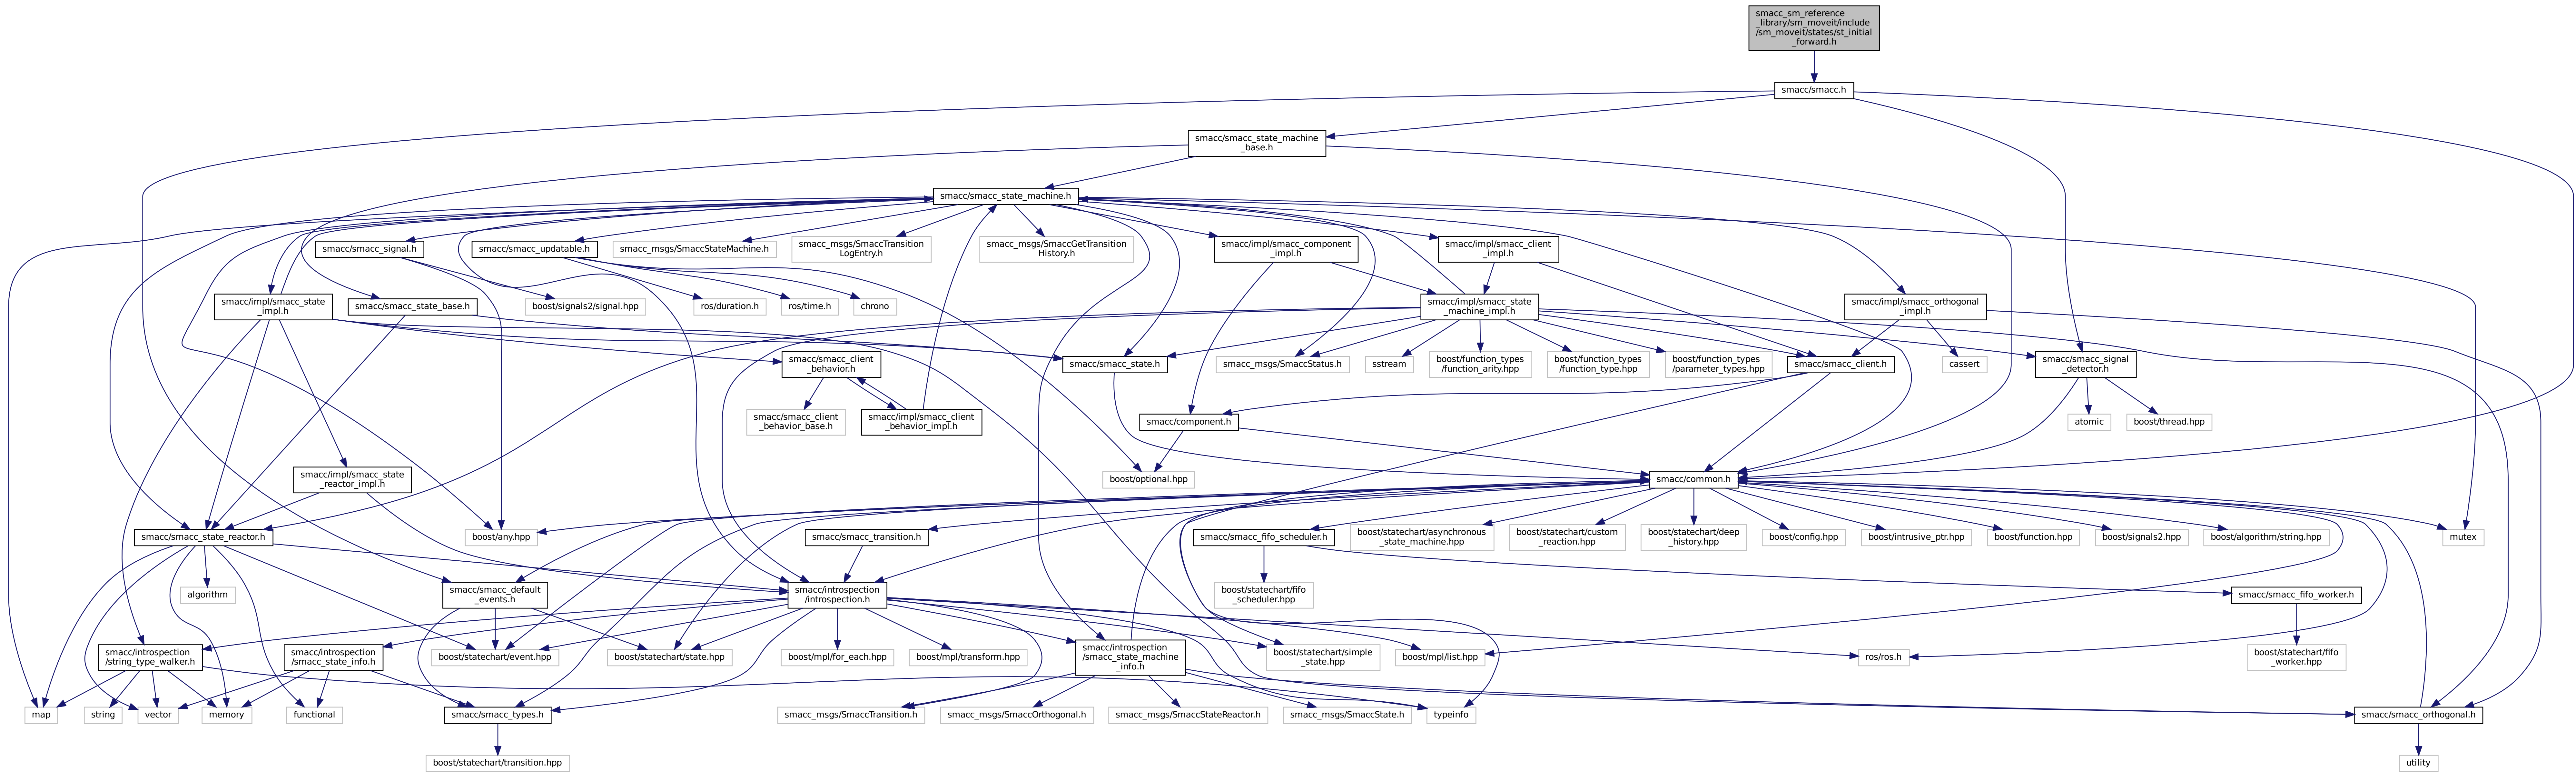 smacc_sm_reference
_library/sm_moveit/include
/sm_moveit/states/st_initial
_forward.h
smacc/smacc.h
smacc/smacc_state_machine
_base.h
smacc/smacc_state_machine.h
smacc/smacc_signal.h
smacc/smacc_updatable.h
smacc_msgs/SmaccStateMachine.h
smacc_msgs/SmaccTransition
LogEntry.h
smacc_msgs/SmaccGetTransition
History.h
smacc/impl/smacc_component
_impl.h
smacc/impl/smacc_client
_impl.h
smacc/impl/smacc_state
_impl.h
smacc/smacc_state_base.h
boost/signals2/signal.hpp
ros/duration.h
ros/time.h
chrono
smacc/impl/smacc_state
_machine_impl.h
smacc/impl/smacc_orthogonal
_impl.h
smacc/smacc_client
_behavior.h
smacc/smacc_state.h
smacc_msgs/SmaccStatus.h
sstream
boost/function_types
/function_arity.hpp
boost/function_types
/function_type.hpp
boost/function_types
/parameter_types.hpp
smacc/smacc_client.h
cassert
smacc/smacc_signal
_detector.h
smacc/smacc_client
_behavior_base.h
smacc/impl/smacc_client
_behavior_impl.h
smacc/component.h
atomic
boost/thread.hpp
smacc/impl/smacc_state
_reactor_impl.h
boost/optional.hpp
smacc/common.h
smacc/smacc_state_reactor.h
boost/any.hpp
smacc/smacc_transition.h
smacc/smacc_fifo_scheduler.h
boost/statechart/asynchronous
_state_machine.hpp
boost/statechart/custom
_reaction.hpp
boost/statechart/deep
_history.hpp
boost/config.hpp
boost/intrusive_ptr.hpp
boost/function.hpp
boost/signals2.hpp
boost/algorithm/string.hpp
mutex
algorithm
smacc/smacc_default
_events.h
smacc/introspection
/introspection.h
boost/statechart/fifo
_scheduler.hpp
smacc/smacc_fifo_worker.h
smacc/introspection
/string_type_walker.h
smacc/introspection
/smacc_state_info.h
boost/statechart/event.hpp
boost/statechart/state.hpp
boost/mpl/for_each.hpp
boost/mpl/transform.hpp
smacc/introspection
/smacc_state_machine
_info.h
boost/statechart/simple
_state.hpp
boost/mpl/list.hpp
ros/ros.h
boost/statechart/fifo
_worker.hpp
map
string
vector
memory
functional
smacc/smacc_types.h
smacc_msgs/SmaccTransition.h
smacc_msgs/SmaccOrthogonal.h
smacc_msgs/SmaccStateReactor.h
smacc_msgs/SmaccState.h
typeinfo
smacc/smacc_orthogonal.h
boost/statechart/transition.hpp
utility